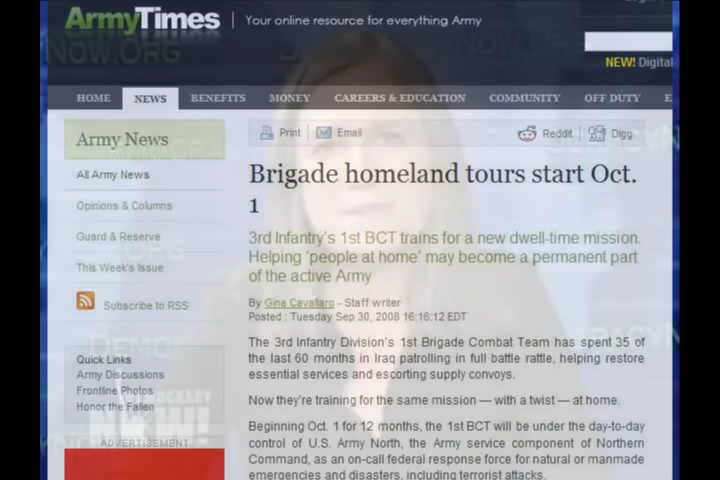 ArmyTimes
Your online resource for everything Army
NOW.ORG
NEW! Digital
HOME NEWS BENEFITS MONEY CAREERS & EDUCATION COMMUNITY OFF DUTY E
Army News
All Army News
Opinions & Columns
Guard & Reserve
This Week's Issue
Subscribe to RSS
Quick Links
Army Discussions
Frontline Photos
Honor the Fallen
NOW!
ADVERTISEMENT
Print Email Reddit Digg
Brigade homeland tours start Oct.
1
3rd Infantry's 1st BCT trains for a new dwell-time mission.
Helping 'people at home' may become a permanent part
of the active Army
By Gina Cavallaro - Staff writer
Posted : Tuesday Sep 30, 2008 16:16:12 EDT
The 3rd Infantry Division's 1st Brigade Combat Team has spent 35 of
the last 60 months in Iraq patrolling in full battle rattle, helping restore
essential services and escorting supply convoys.
Now they're training for the same mission — with a twist — at home.
Beginning Oct. 1 for 12 months, the 1st BCT will be under the day-to-day
control of U.S. Army North, the Army service component of Northern
Command, as an on-call federal response force for natural or manmade
emergencies and disasters, including terrorist attacks.